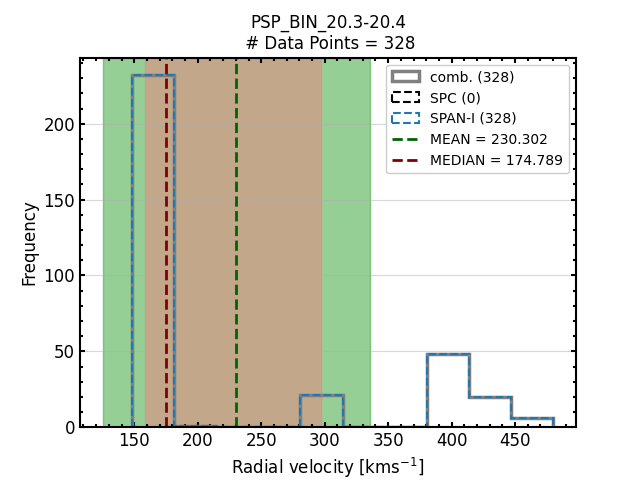 PSP_BIN_20.3-20.4
# Data Points = 328
comb. (328)
SPC (0)
SPAN-I (328)
MEAN = 230.302
MEDIAN = 174.789
Frequency
200
150
100
50
0
150 200 250 300 350 400 450
Radial velocity [kms⁻¹]